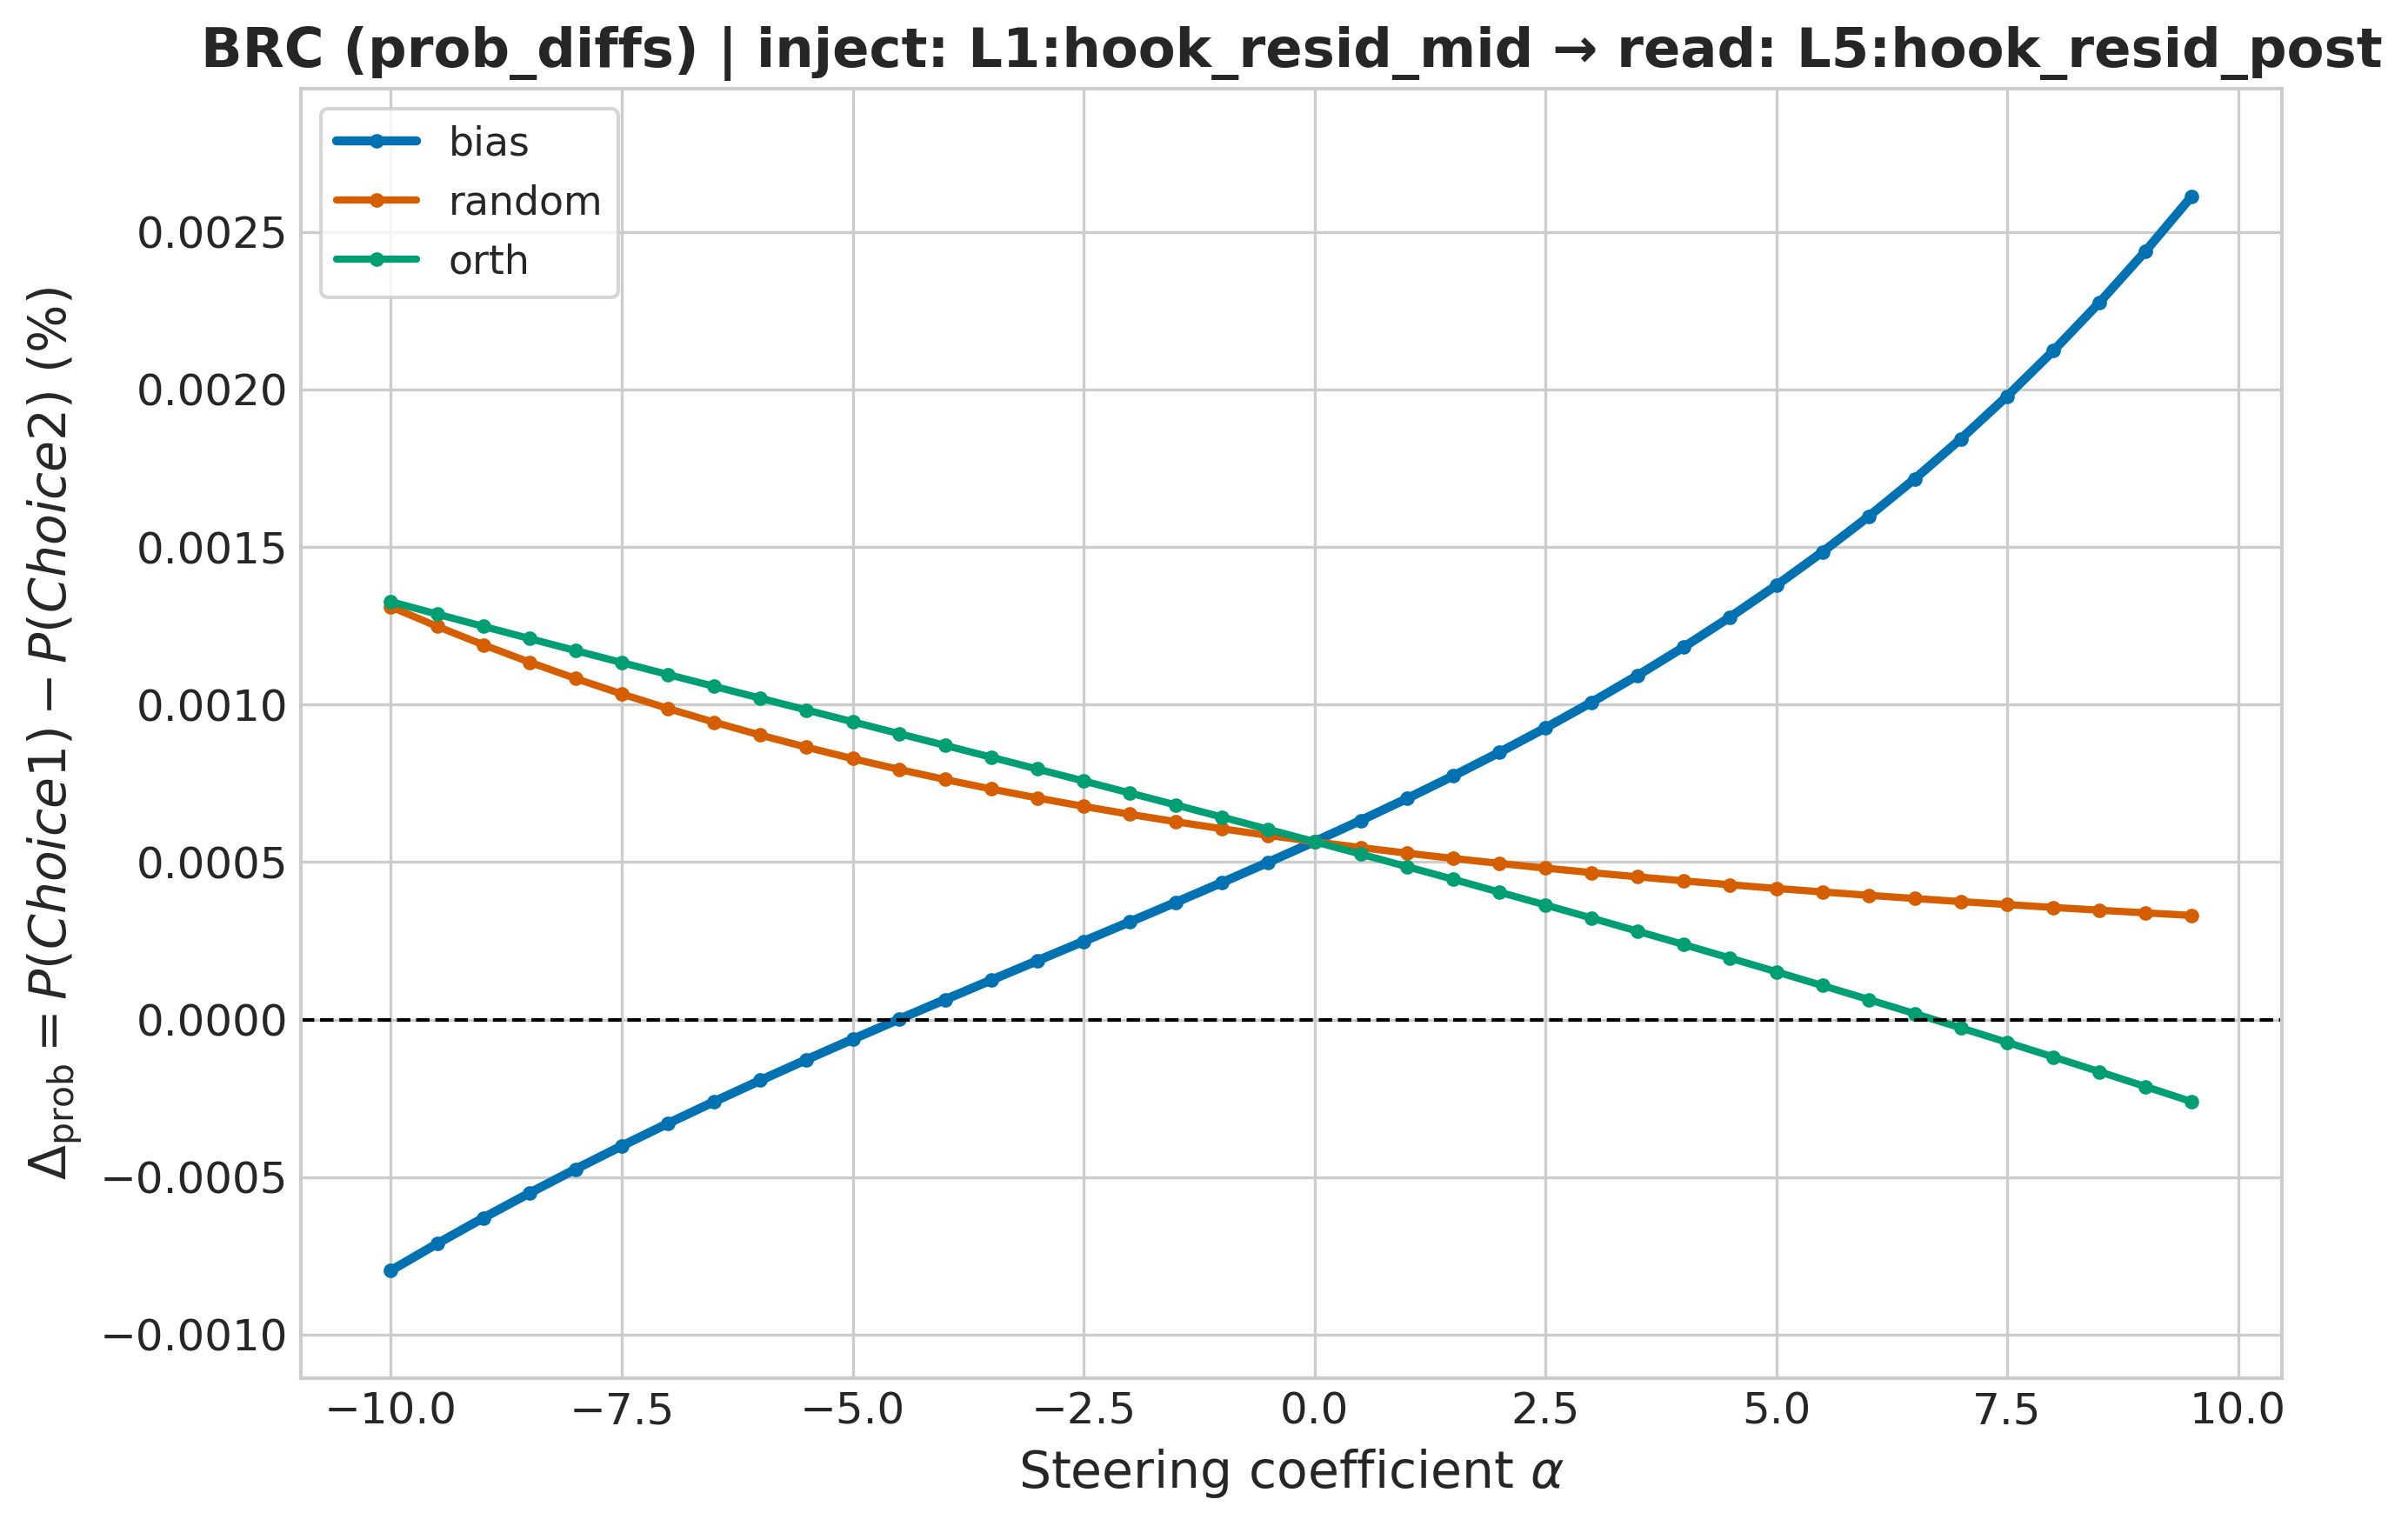 BRC (prob_diffs) | inject: L1:hook_resid_mid → read: L5:hook_resid_post
bias
random
orth
Δprob = P(Choice1) − P(Choice2) (%)
0.0025
0.0020
0.0015
0.0010
0.0005
0.0000
−0.0005
−0.0010
−10.0 −7.5 −5.0 −2.5 0.0 2.5 5.0 7.5 10.0
Steering coefficient α